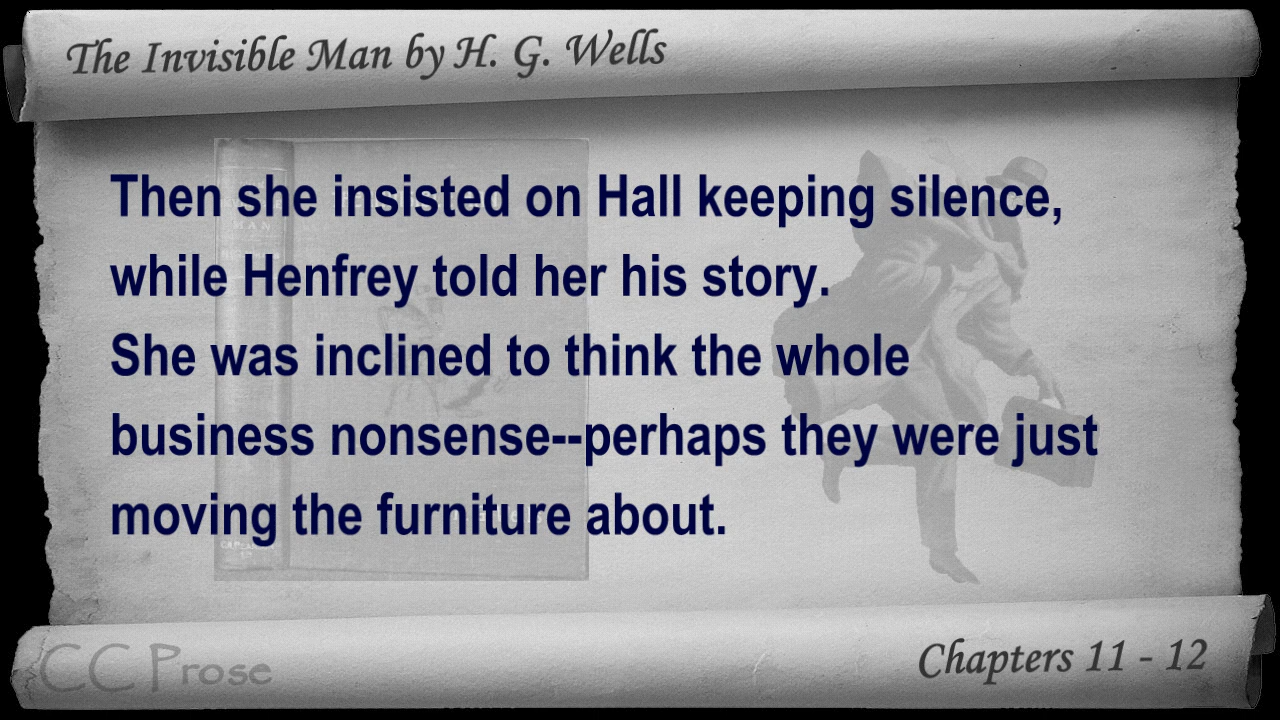 The Invisible Man by H. G. Wells
Then she insisted on Hall keeping silence,
while Henfrey told her his story.
She was inclined to think the whole
business nonsense--perhaps they were just
moving the furniture about.
CC Prose
Chapters 11 - 12